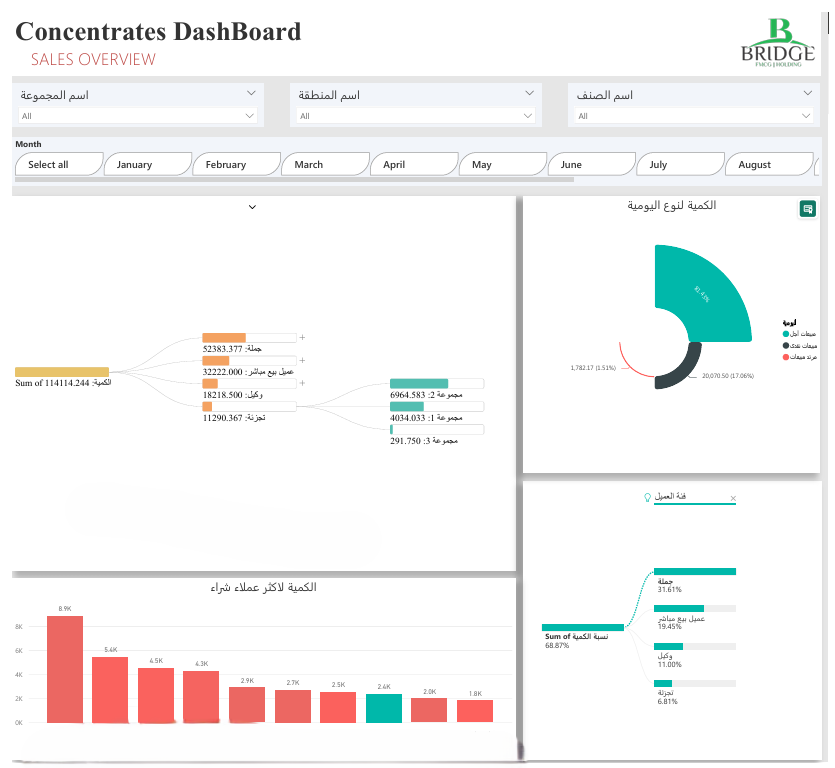 Concentrates DashBoard
SALES OVERVIEW
BRIDGE
FMCG | HOLDING
اسم المجموعة
All
اسم المنطقة
All
اسم الصنف
All
Month
Select all
January
February
March
April
May
June
July
August
Sum of الكمية: 114114.244
جملة: 52383.377
عميل بيع مباشر: 32222.000
وكيل: 18218.500
تجزئة: 11290.367
مجموعة 2: 6964.583
مجموعة 1: 4034.033
مجموعة 3: 291.750
الكمية لنوع اليومية
81.43%
1,782.17 (1.51%)
20,070.50 (17.06%)
اليومية
مبيعات أجل
مبيعات نقدى
مرتد مبيعات
الكمية لاكثر عملاء شراء
8K
6K
4K
2K
0K
8.9K
5.4K
4.5K
4.3K
2.9K
2.7K
2.5K
2.4K
2.0K
1.8K
فئة العميل
Sum of نسبة الكمية
68.87%
جملة
31.61%
عميل بيع مباشر
19.45%
وكيل
11.00%
تجزئة
6.81%